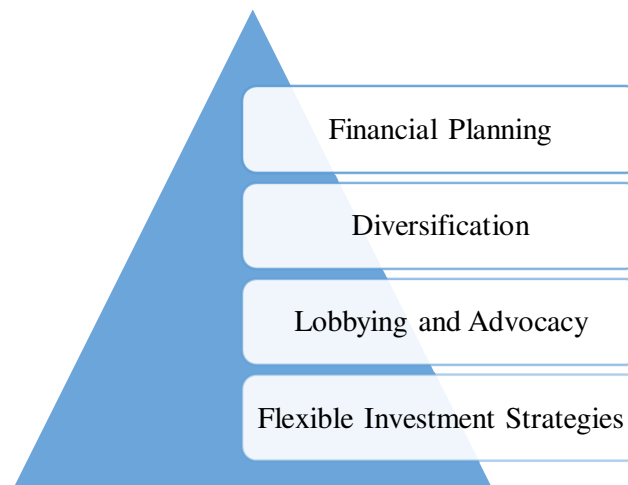 Financial Planning
Diversification
Lobbying and Advocacy
Flexible Investment Strategies